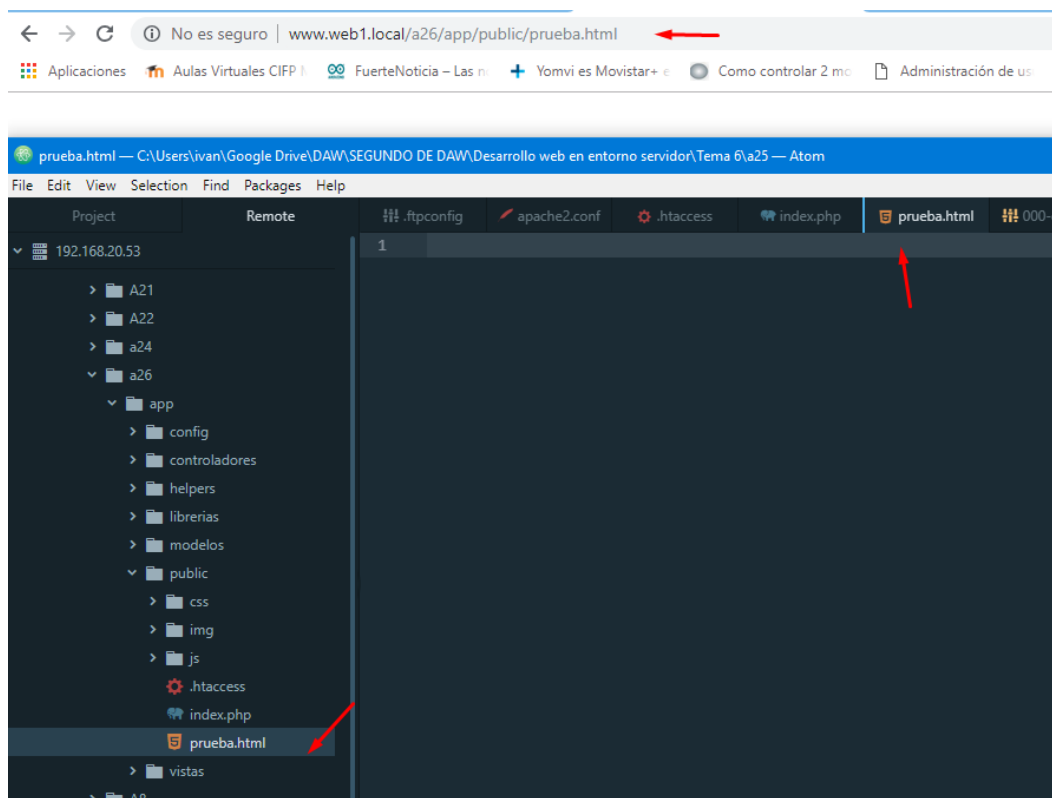 No es seguro | www.web1.local/a26/app/public/prueba.html
Aplicaciones Aulas Virtuales CIFP FuerteNoticia – Las Yomvi es Movistar+ Como controlar 2 Administración de
prueba.html — C:\Users\ivan\Google Drive\DAW\SEGUNDO DE DAW\Desarrollo web en entorno servidor\Tema 6\a25 — Atom
File Edit View Selection Find Packages Help
Project Remote .ftpconfig apache2.conf .htaccess index.php prueba.html 000-
192.168.20.53 1
A21
A22
a24
a26
app
config
controladores
helpers
librerias
modelos
public
css
img
js
.htaccess
index.php
prueba.html
vistas